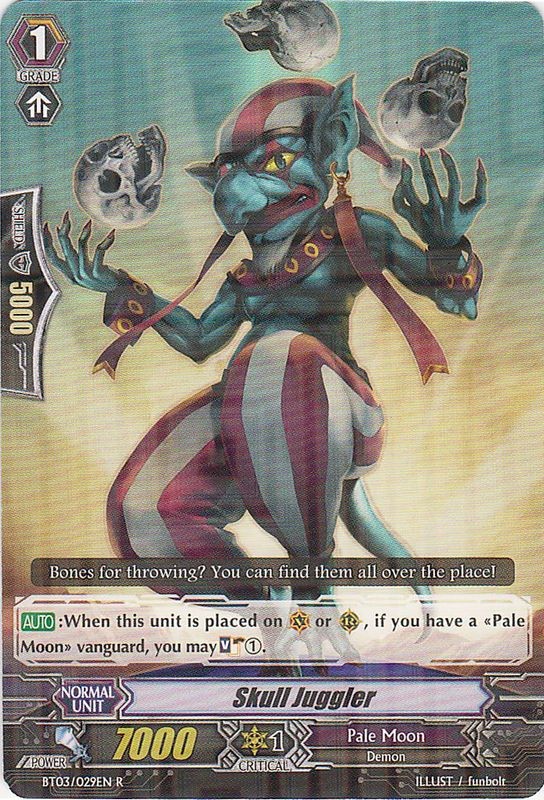 1
GRADE
SHIELD
5000
Bones for throwing? You can find them all over the place!
AUTO :When this unit is placed on V or R , if you have a «Pale
Moon» vanguard, you may V ①.
NORMAL
UNIT
Skull Juggler
POWER
7000
1
CRITICAL
Pale Moon
Demon
BT03/029EN R
ILLUST / funbolt